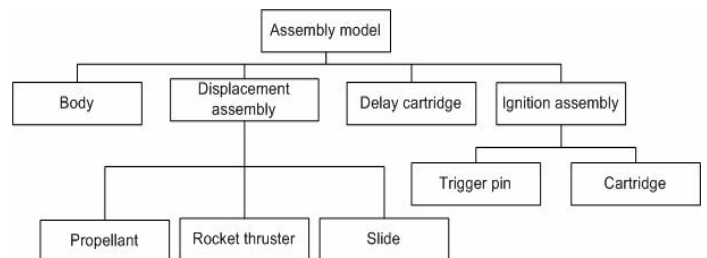 Assembly model
Body
Displacement
assembly
Delay cartridge
Ignition assembly
Trigger pin
Cartridge
Propellant
Rocket thruster
Slide